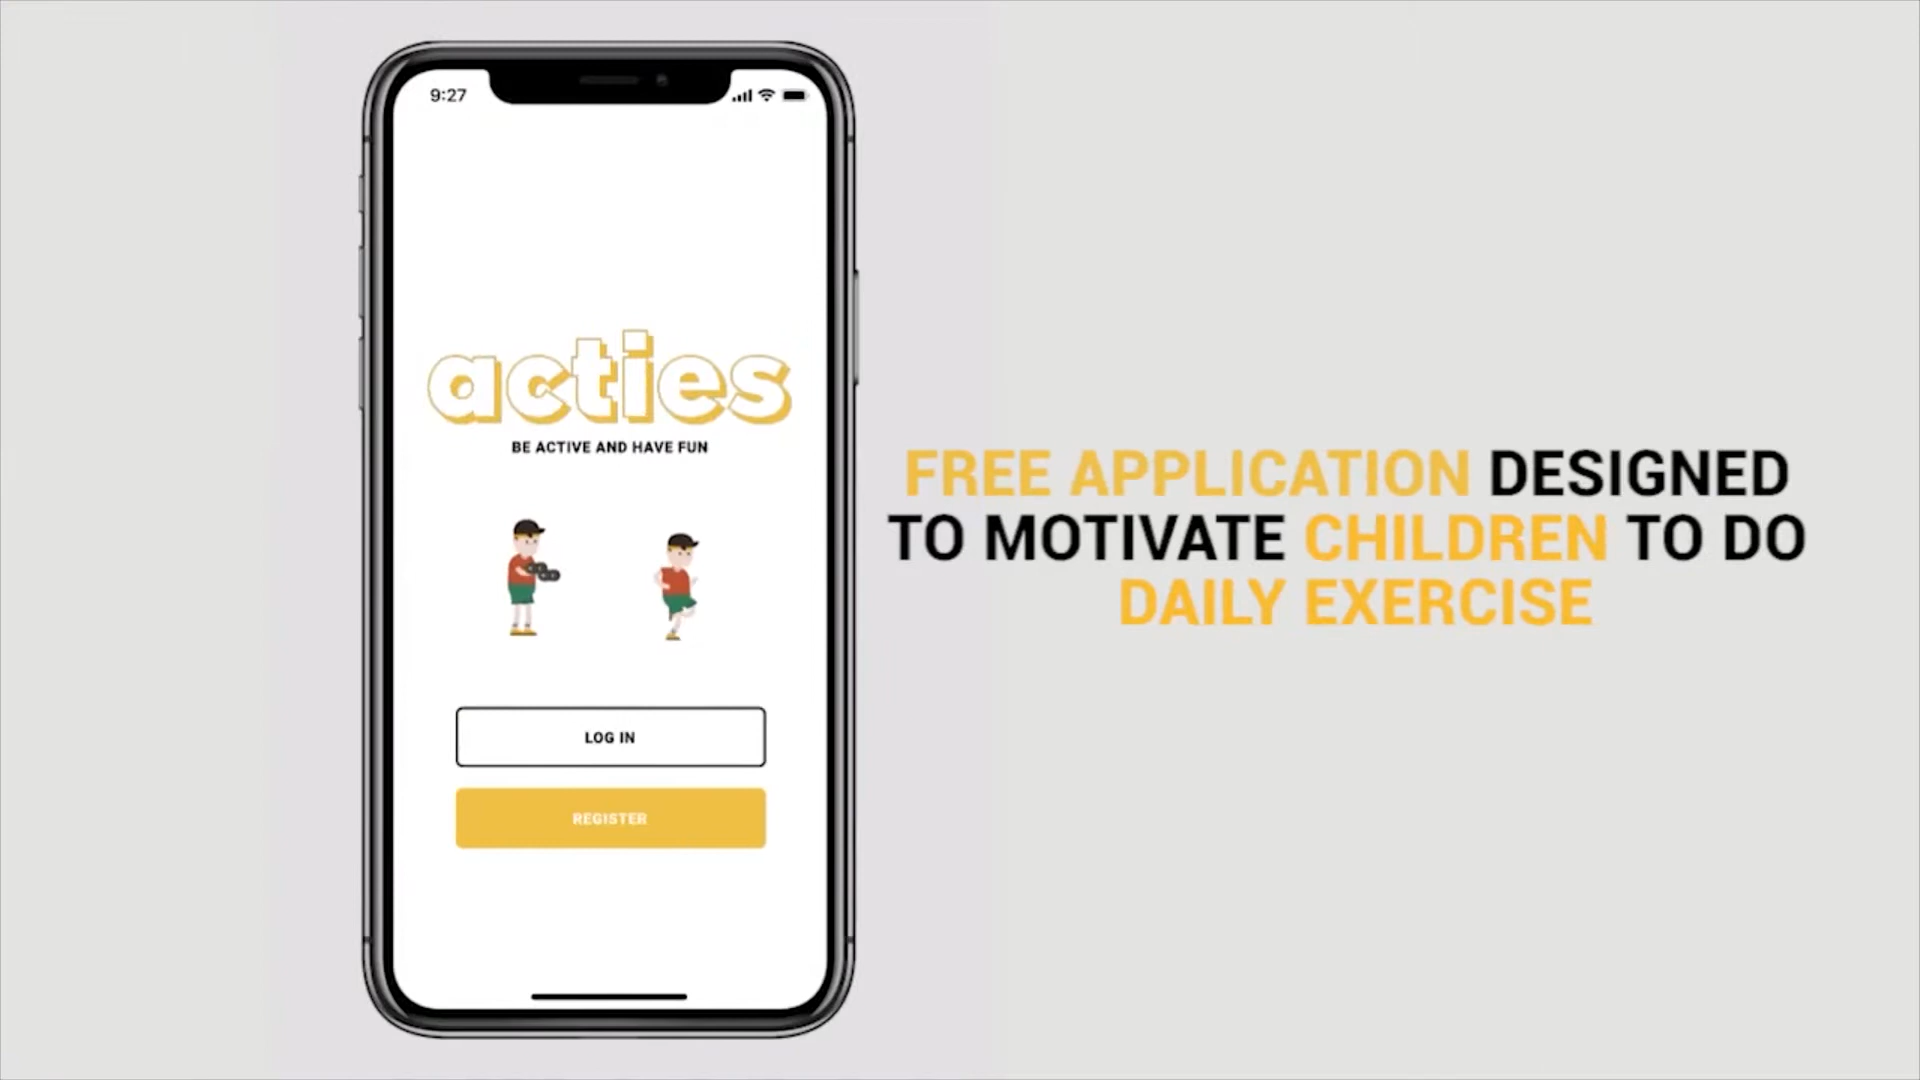 9:27
acties
BE ACTIVE AND HAVE FUN
LOG IN
REGISTER
FREE APPLICATION DESIGNED
TO MOTIVATE CHILDREN TO DO
DAILY EXERCISE